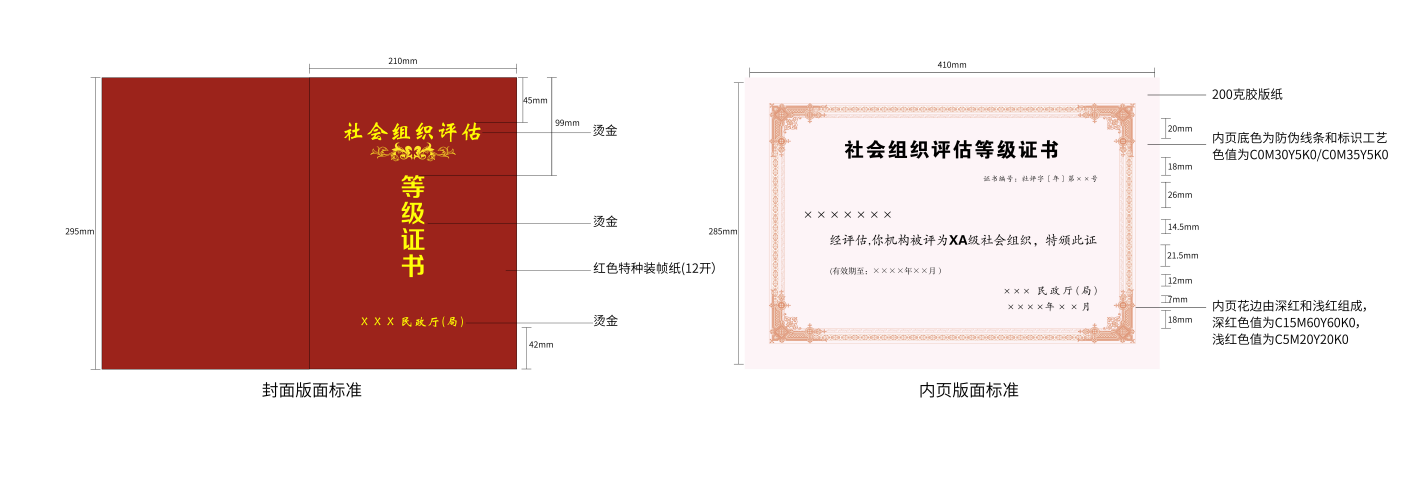 210mm
45mm
99mm
社会组织评估
烫金
等
级
证
书
烫金
295mm
红色特种装帧纸(12开)
X X X 民政厅(局)
烫金
42mm
封面版面标准
410mm
200克胶版纸
20mm
内页底色为防伪线条和标识工艺
色值为C0M30Y5K0/C0M35Y5K0
社会组织评估等级证书
18mm
证书编号：社评字［年］第××号
26mm
×××××××
14.5mm
285mm
经评估,你机构被评为XA级社会组织，特颁此证
21.5mm
(有效期至：××××年××月)
12mm
××× 民政厅(局)
7mm
××××年××月
18mm
内页花边由深红和浅红组成，
深红色值为C15M60Y60K0，
浅红色值为C5M20Y20K0
内页版面标准